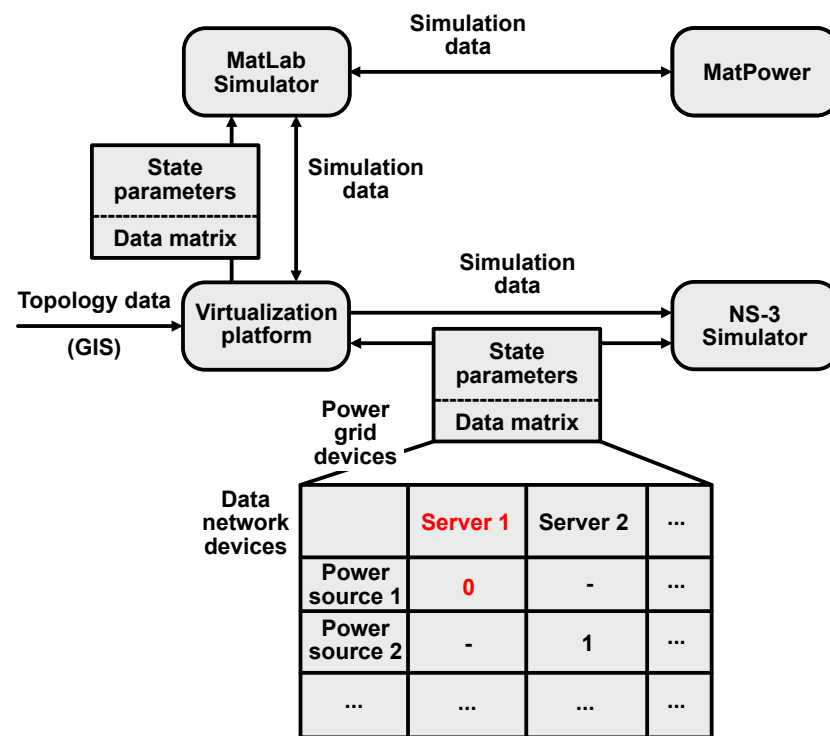 Simulation
data
MatLab
Simulator
MatPower
State
parameters
Data matrix
Simulation
data
Topology data
(GIS)
Virtualization
platform
Simulation
data
NS-3
Simulator
State
parameters
Data matrix
Power
grid
devices
Data
network
devices
Server 1 Server 2 ...
Power
source 1 0 - ...
Power
source 2 - 1 ...
... ... ... ...